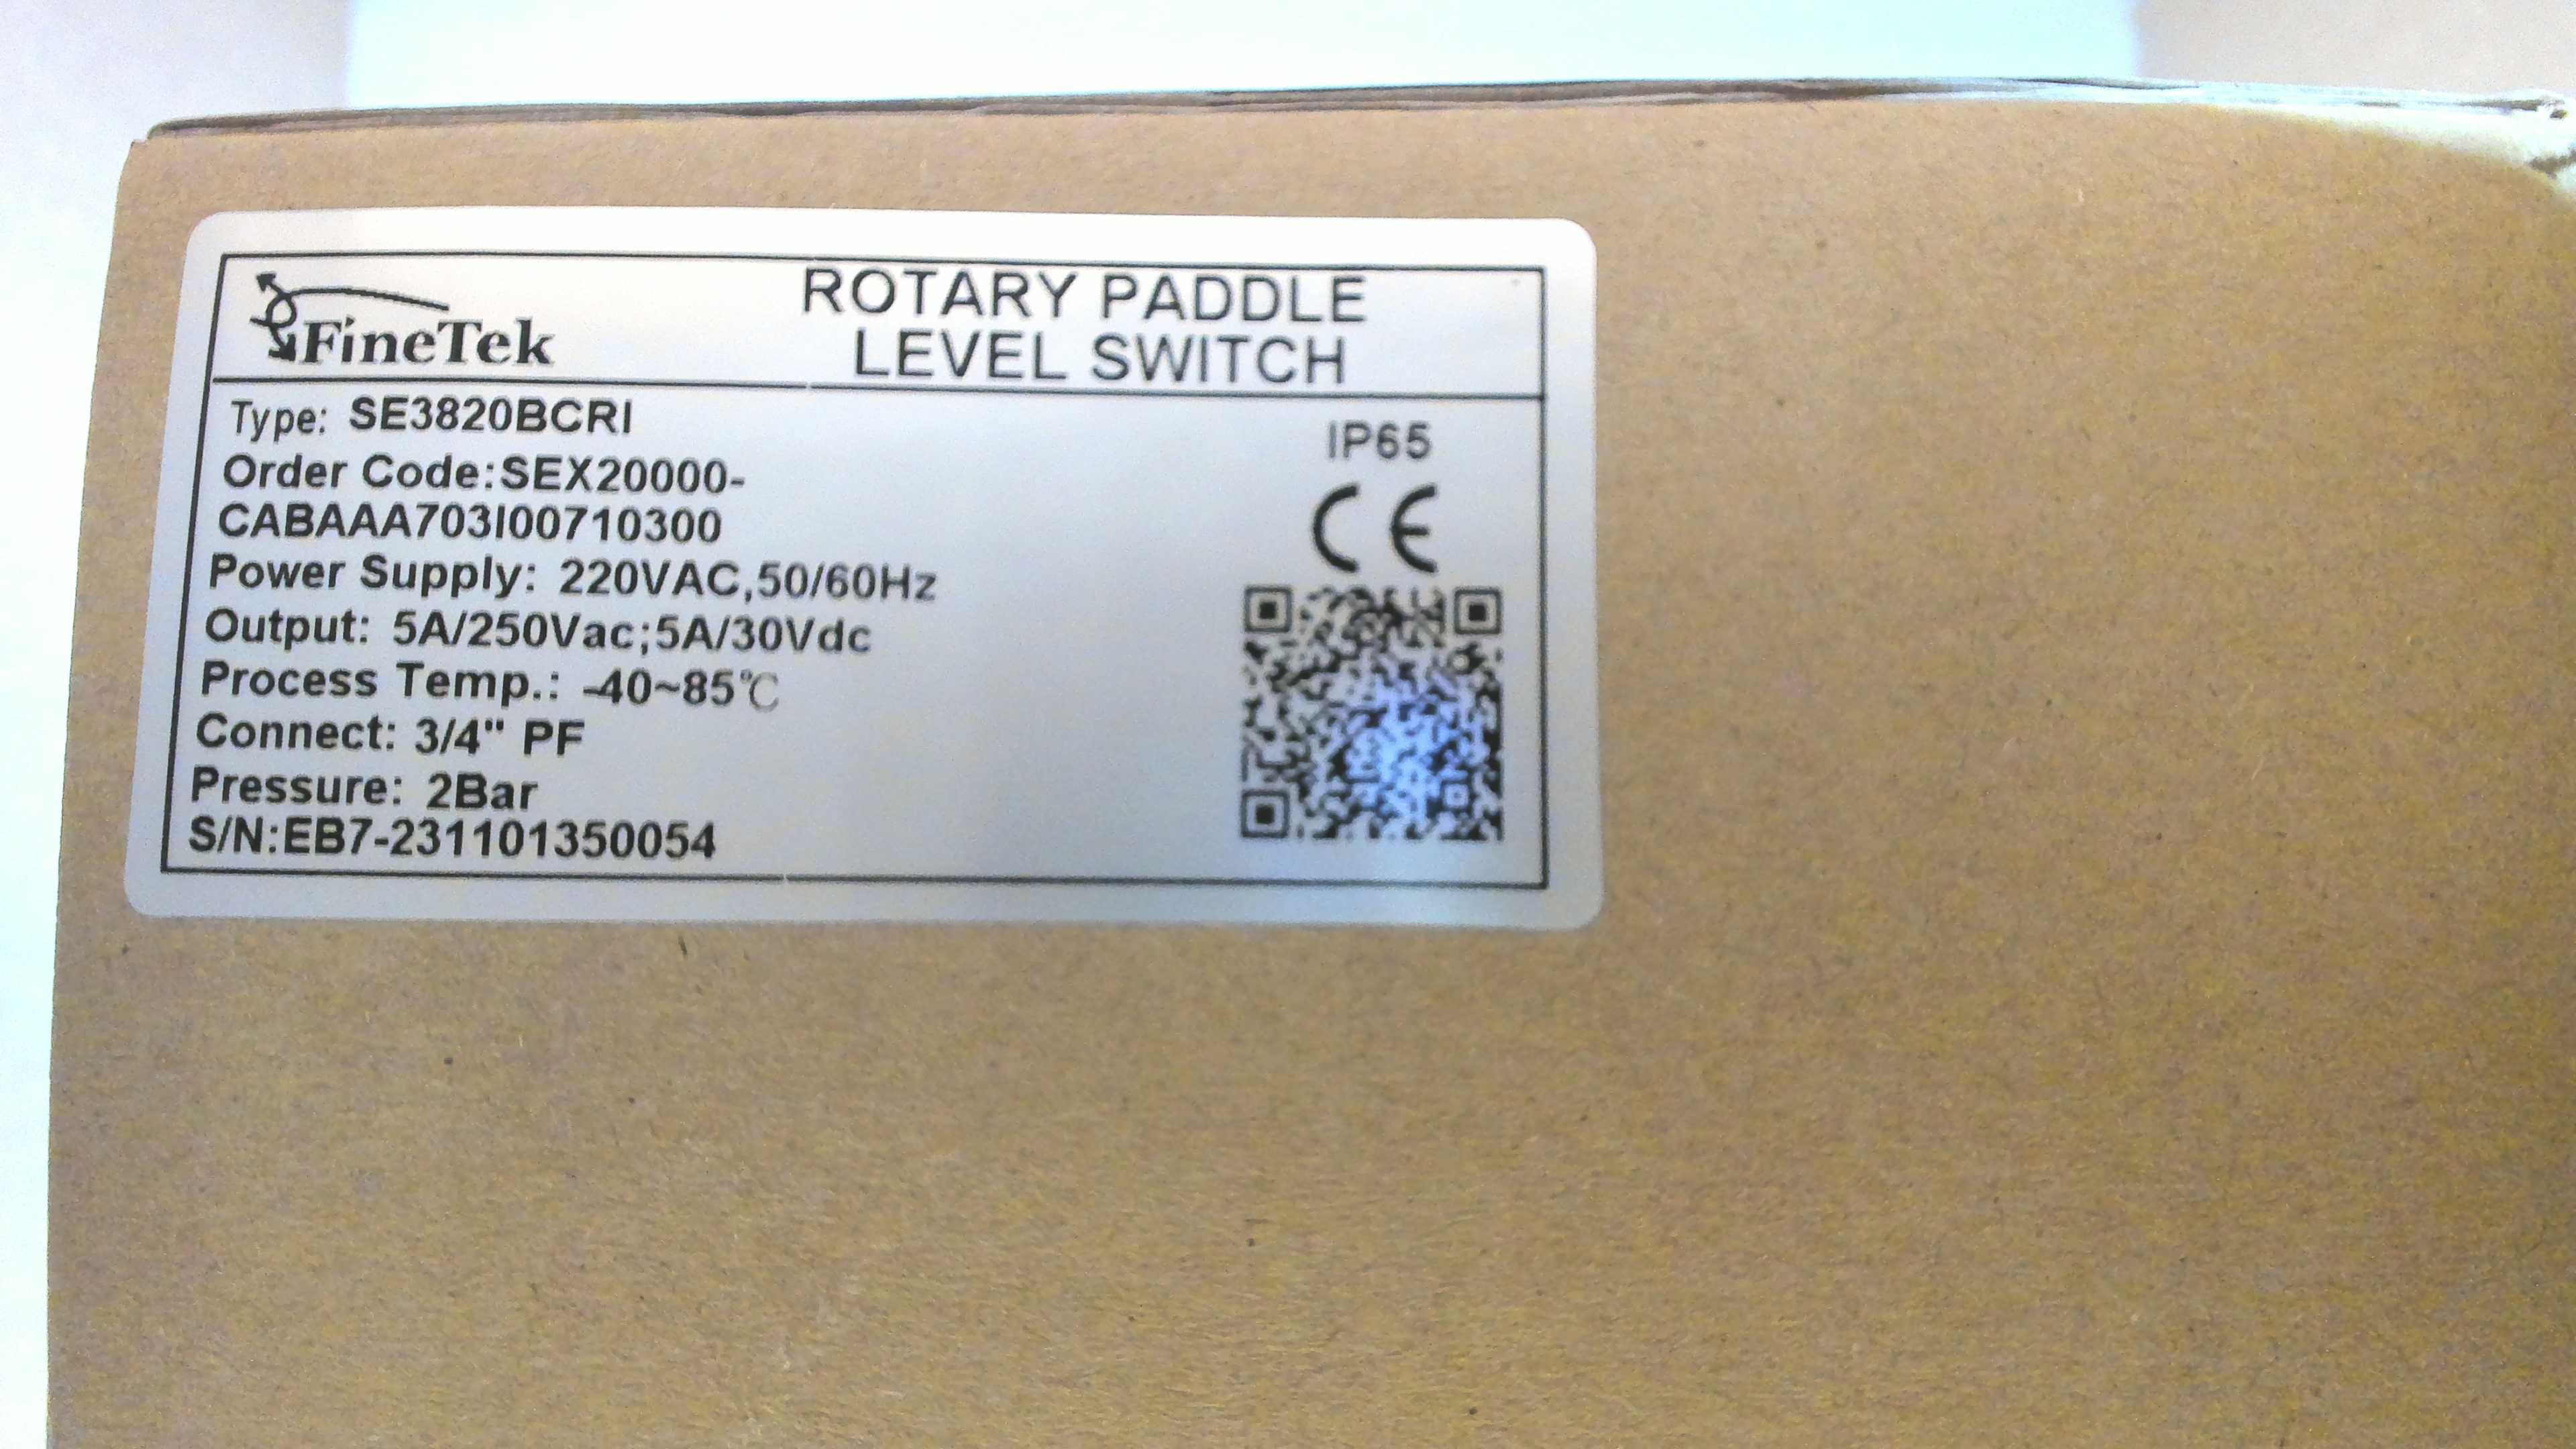 FineTek
ROTARY PADDLE
LEVEL SWITCH
Type: SE3820BCRI
IP65
Order Code:SEX20000-
CABAAA703I00710300
CE
Power Supply: 220VAC,50/60Hz
Output: 5A/250Vac;5A/30Vdc
Process Temp.: -40~85℃
Connect: 3/4" PF
Pressure: 2Bar
S/N:EB7-231101350054